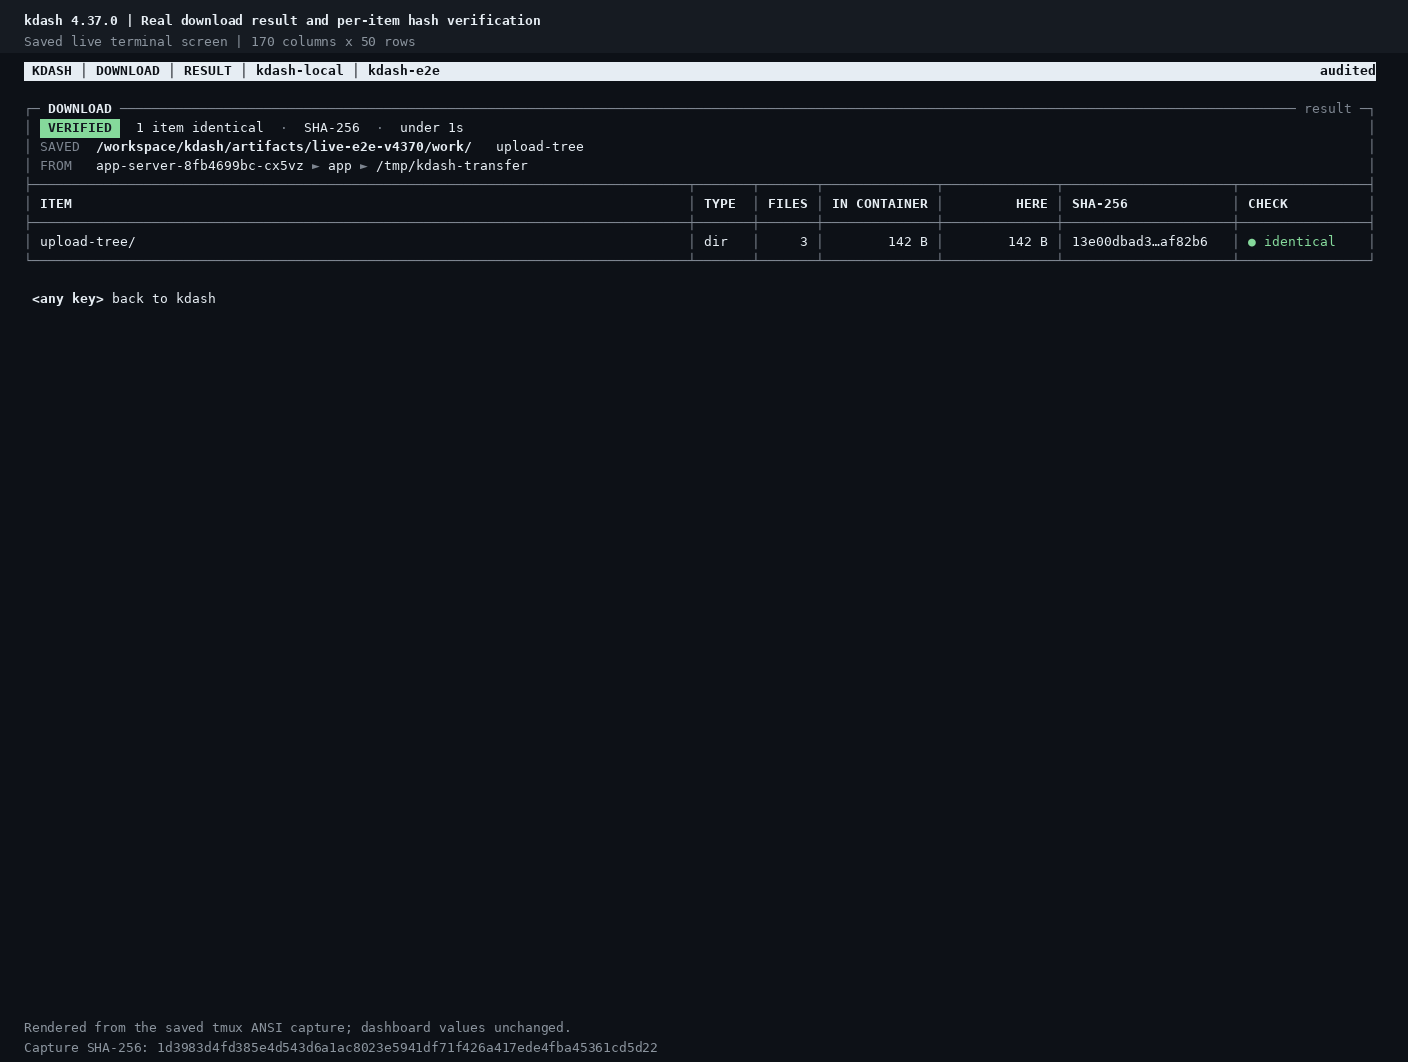 kdash 4.37.0 | Real download result and per-item hash verification
Saved live terminal screen | 170 columns x 50 rows
KDASH │ DOWNLOAD │ RESULT │ kdash-local │ kdash-e2e audited
DOWNLOAD result
VERIFIED 1 item identical · SHA-256 · under 1s
SAVED /workspace/kdash/artifacts/live-e2e-v4370/work/ upload-tree
FROM app-server-8fb4699bc-cx5vz ► app ► /tmp/kdash-transfer
ITEM │ TYPE │ FILES │ IN CONTAINER │ HERE │ SHA-256 │ CHECK
upload-tree/ │ dir │ 3 │ 142 B │ 142 B │ 13e00dbad3…af82b6 │ ● identical
<any key> back to kdash
Rendered from the saved tmux ANSI capture; dashboard values unchanged.
Capture SHA-256: 1d3983d4fd385e4d543d6a1ac8023e5941df71f426a417ede4fba45361cd5d22